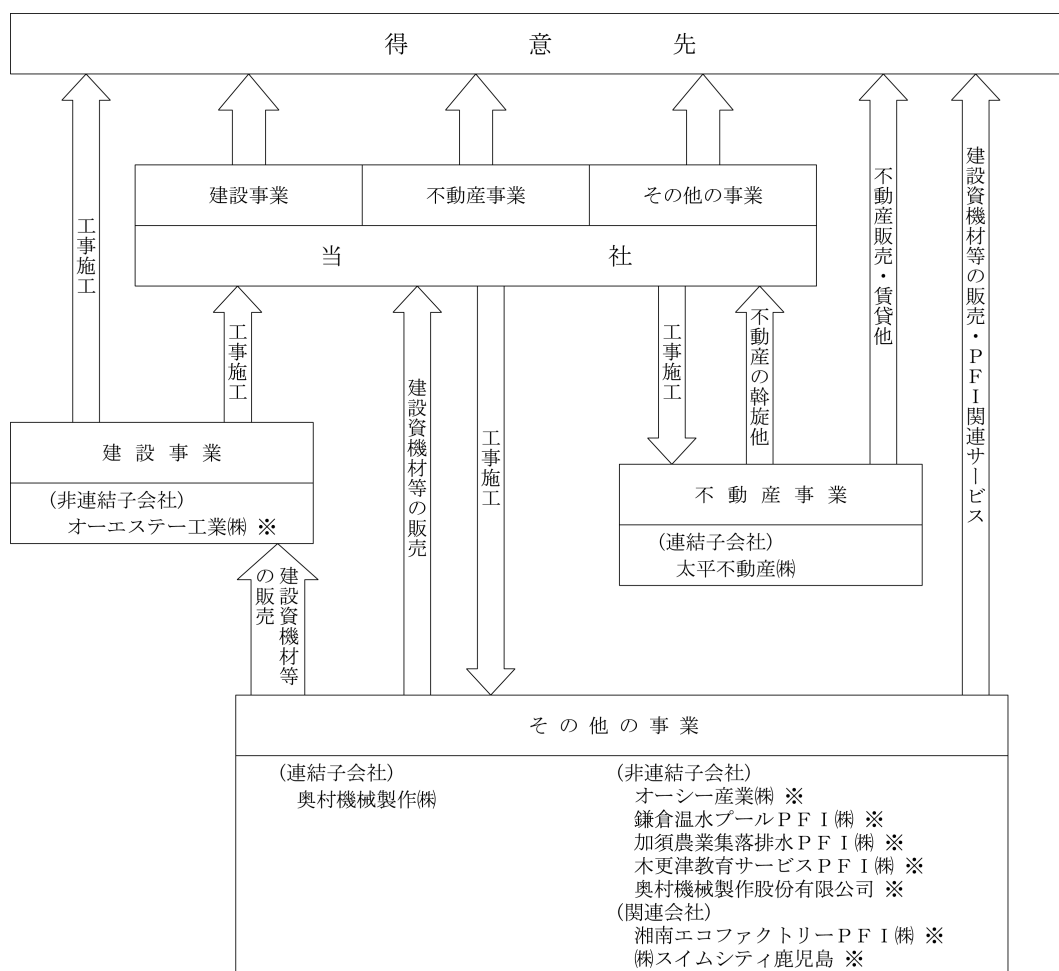 得意先
建設事業
不動産事業
その他の事業
当社
工事施工
工事施工
建設資機材等の販売
工事施工
工事施工
不動産の斡旋他
不動産販売・賃貸他
建設資機材等の販売・ＰＦＩ関連サービス
建設事業
(非連結子会社)
オーエステー工業㈱ ※
不動産事業
(連結子会社)
太平不動産㈱
建設資機材等
の販売
その他の事業
(連結子会社)
奥村機械製作㈱
(非連結子会社)
オーシー産業㈱ ※
鎌倉温水プールＰＦＩ㈱ ※
加須農業集落排水ＰＦＩ㈱ ※
木更津教育サービスＰＦＩ㈱ ※
奥村機械製作股份有限公司 ※
(関連会社)
湘南エコファクトリーＰＦＩ㈱ ※
㈱スイムシティ鹿児島 ※